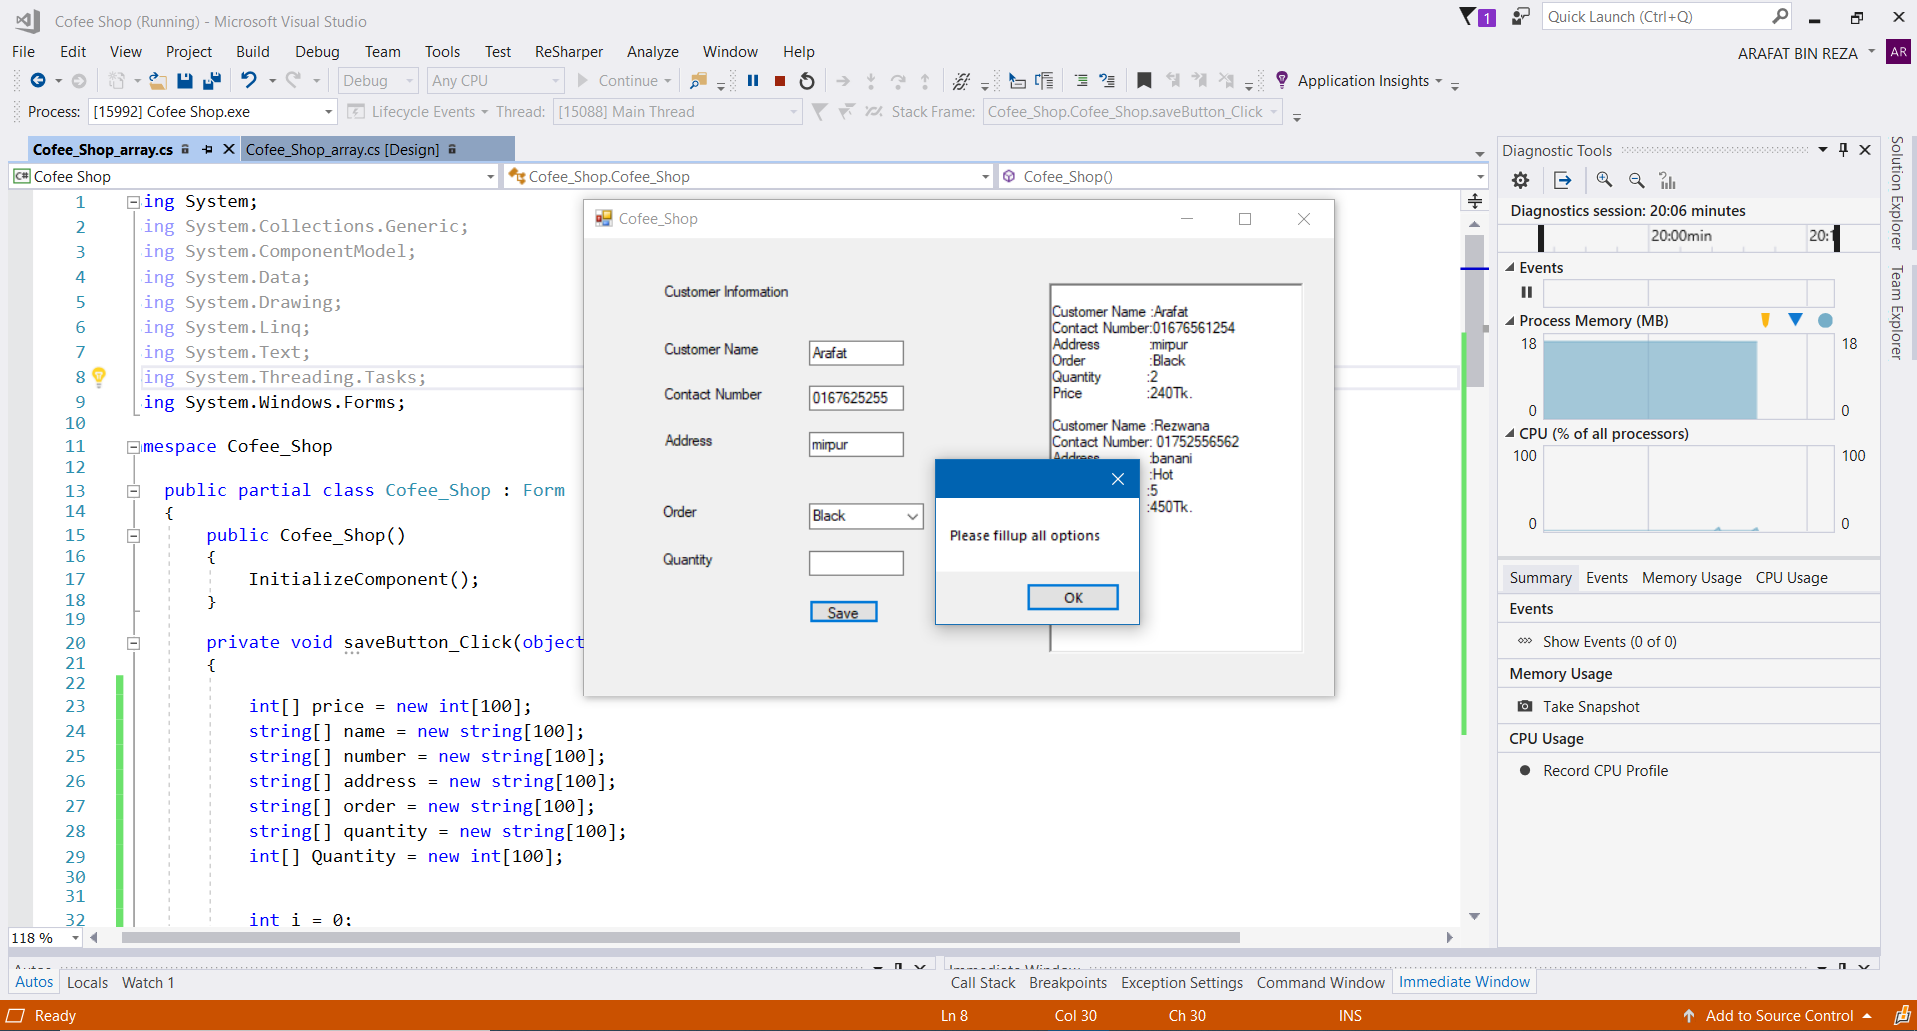 Cofee Shop (Running) - Microsoft Visual Studio
1
Quick Launch (Ctrl+Q)
File Edit View Project Build Debug Team Tools Test ReSharper Analyze Window Help
ARAFAT BIN REZA AR
Debug Any CPU Continue Application Insights
Process: [15992] Cofee Shop.exe Lifecycle Events Thread: [15088] Main Thread Stack Frame: Cofee_Shop.Cofee_Shop.saveButton_Click
Cofee_Shop_array.cs Cofee_Shop_array.cs [Design]
C# Cofee Shop Cofee_Shop.Cofee_Shop Cofee_Shop()
1 ing System;
2 ing System.Collections.Generic;
3 ing System.ComponentModel;
4 ing System.Data;
5 ing System.Drawing;
6 ing System.Linq;
7 ing System.Text;
8 ing System.Threading.Tasks;
9 ing System.Windows.Forms;
10
11 mespace Cofee_Shop
12
13 public partial class Cofee_Shop : Form
14 {
15 public Cofee_Shop()
16 {
17 InitializeComponent();
18 }
19
20 private void saveButton_Click(object
21 {
22
23 int[] price = new int[100];
24 string[] name = new string[100];
25 string[] number = new string[100];
26 string[] address = new string[100];
27 string[] order = new string[100];
28 string[] quantity = new string[100];
29 int[] Quantity = new int[100];
30
31
32 int i = 0;
118 %
Cofee_Shop
Customer Information
Customer Name Arafat
Contact Number 0167625255
Address mirpur
Order Black
Quantity
Save
Customer Name :Arafat
Contact Number:01676561254
Address :mirpur
Order :Black
Quantity :2
Price :240Tk.
Customer Name :Rezwana
Contact Number: 01752556562
Address :banani
:Hot
:5
:450Tk.
Please fillup all options
OK
Diagnostic Tools
Diagnostics session: 20:06 minutes
20:00min 20:1
Events
Process Memory (MB)
18 18
0 0
CPU (% of all processors)
100 100
0 0
Summary Events Memory Usage CPU Usage
Events
Show Events (0 of 0)
Memory Usage
Take Snapshot
CPU Usage
Record CPU Profile
Solution Explorer
Team Explorer
Autos
Immediate Window
Autos Locals Watch 1
Call Stack Breakpoints Exception Settings Command Window Immediate Window
Ready Ln 8 Col 30 Ch 30 INS Add to Source Control